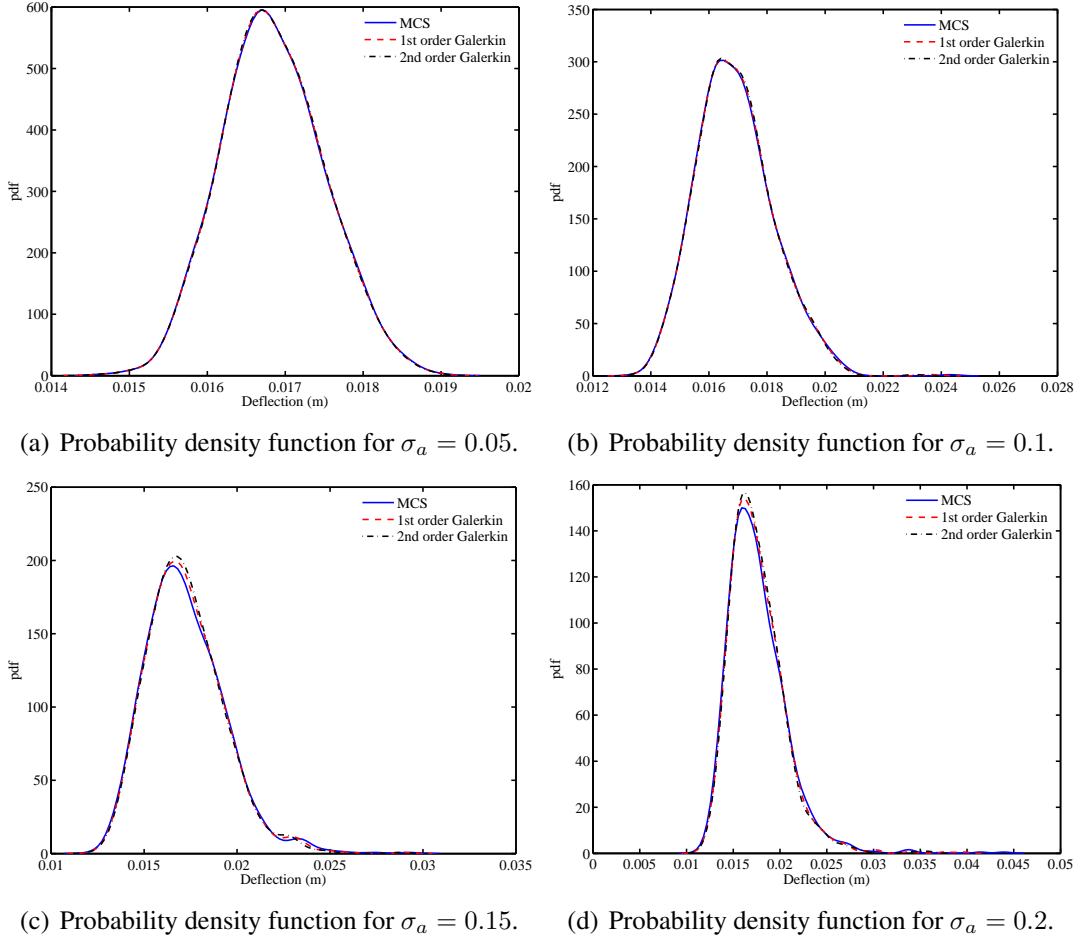 600
500
400
300
200
100
0
pdf
MCS
1st order Galerkin
2nd order Galerkin
0.014 0.015 0.016 0.017 0.018 0.019 0.02
Deflection (m)
(a) Probability density function for σa = 0.05.
350
300
250
200
150
100
50
0
pdf
MCS
1st order Galerkin
2nd order Galerkin
0.012 0.014 0.016 0.018 0.02 0.022 0.024 0.026 0.028
Deflection (m)
(b) Probability density function for σa = 0.1.
250
200
150
100
50
0
pdf
MCS
1st order Galerkin
2nd order Galerkin
0.01 0.015 0.02 0.025 0.03 0.035
Deflection (m)
(c) Probability density function for σa = 0.15.
160
140
120
100
80
60
40
20
0
pdf
MCS
1st order Galerkin
2nd order Galerkin
0 0.005 0.01 0.015 0.02 0.025 0.03 0.035 0.04 0.045 0.05
Deflection (m)
(d) Probability density function for σa = 0.2.